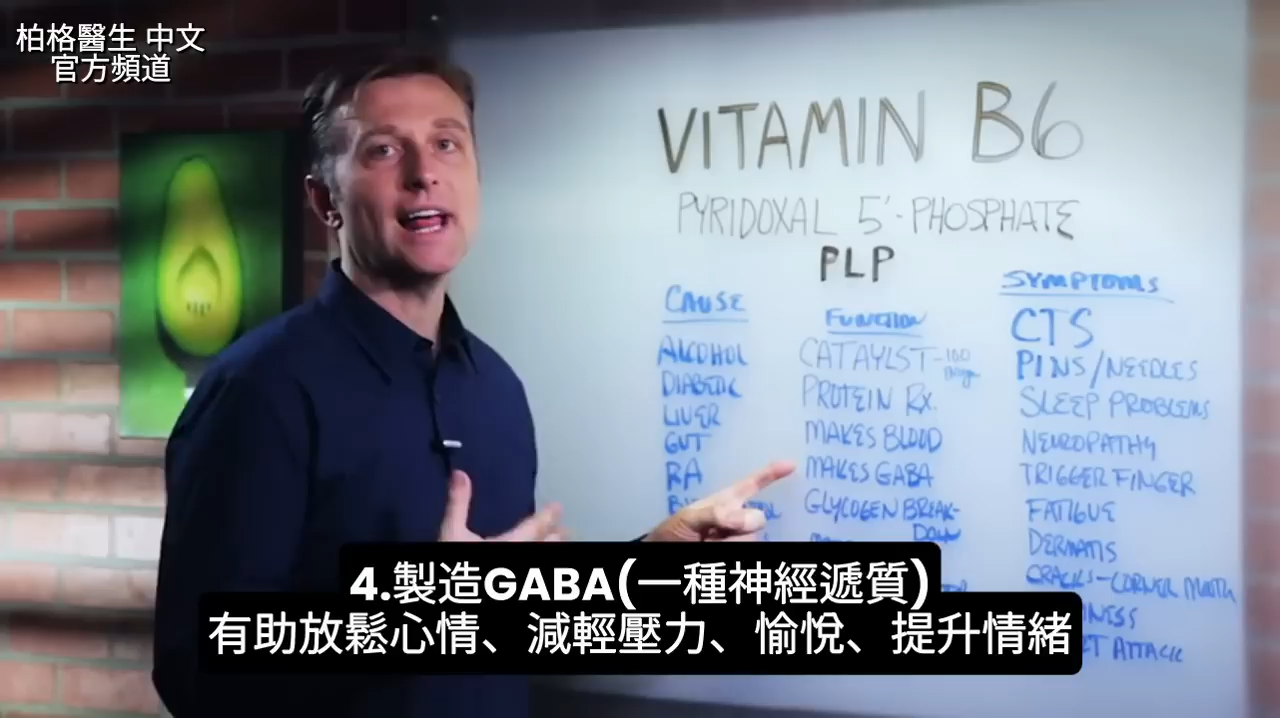 柏格醫生 中文
官方頻道
VITAMIN B6
PYRIDOXAL 5'-PHOSPHATE
PLP
CAUSE
ALCOHOL
DIABETIC
LIVER
GUT
RA
FUNCTION
CATAYLST-100
PROTEIN RX.
MAKES BLOOD
MAKES GABA
GLYCOGEN BREAK-
DOWN
SYMPTOMS
CTS
PINS/NEEDLES
SLEEP PROBLEMS
NEUROPATHY
TRIGGER FINGER
FATIGUE
DERMATIS
CRACKS-CORNER MOUTH
ATTACK
4.製造GABA(一種神經遞質)
有助放鬆心情、減輕壓力、愉悅、提升情緒